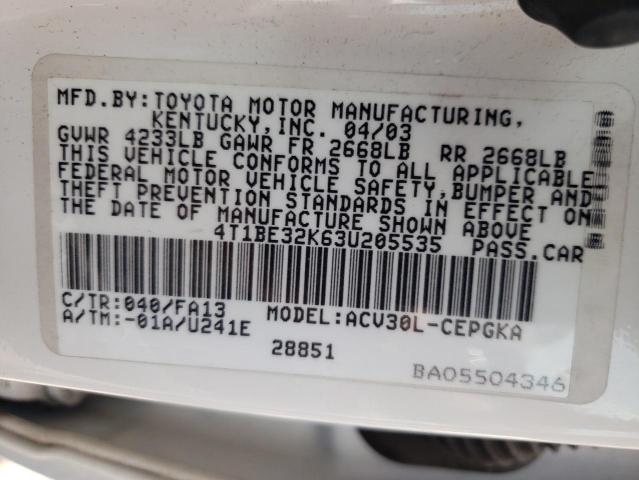 MFD.BY:TOYOTA MOTOR MANUFACTURING,
KENTUCKY,INC. 04/03
GVWR 4233LB GAWR FR 2668LB RR 2668LB
THIS VEHICLE CONFORMS TO ALL APPLICABLE
FEDERAL MOTOR VEHICLE SAFETY,BUMPER AND
THEFT PREVENTION STANDARDS IN EFFECT ON
THE DATE OF MANUFACTURE SHOWN ABOVE
4T1BE32K63U205535 PASS.CAR
C/TR:040/FA13 MODEL:ACV30L-CEPGKA
A/TM:-01A/U241E
28851
BA05504346